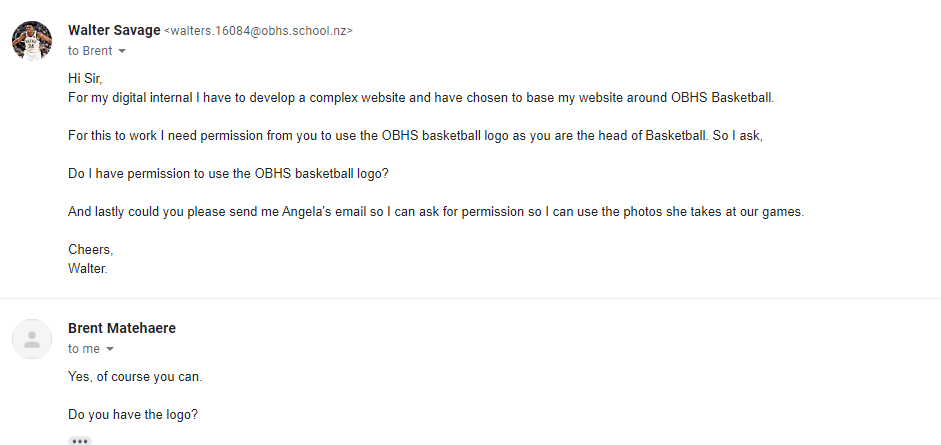 Walter Savage <walters.16084@obhs.school.nz>
to Brent
Hi Sir,
For my digital internal I have to develop a complex website and have chosen to base my website around OBHS Basketball.
For this to work I need permission from you to use the OBHS basketball logo as you are the head of Basketball. So I ask,
Do I have permission to use the OBHS basketball logo?
And lastly could you please send me Angela's email so I can ask for permission so I can use the photos she takes at our games.
Cheers,
Walter.
Brent Matehaere
to me
Yes, of course you can.
Do you have the logo?